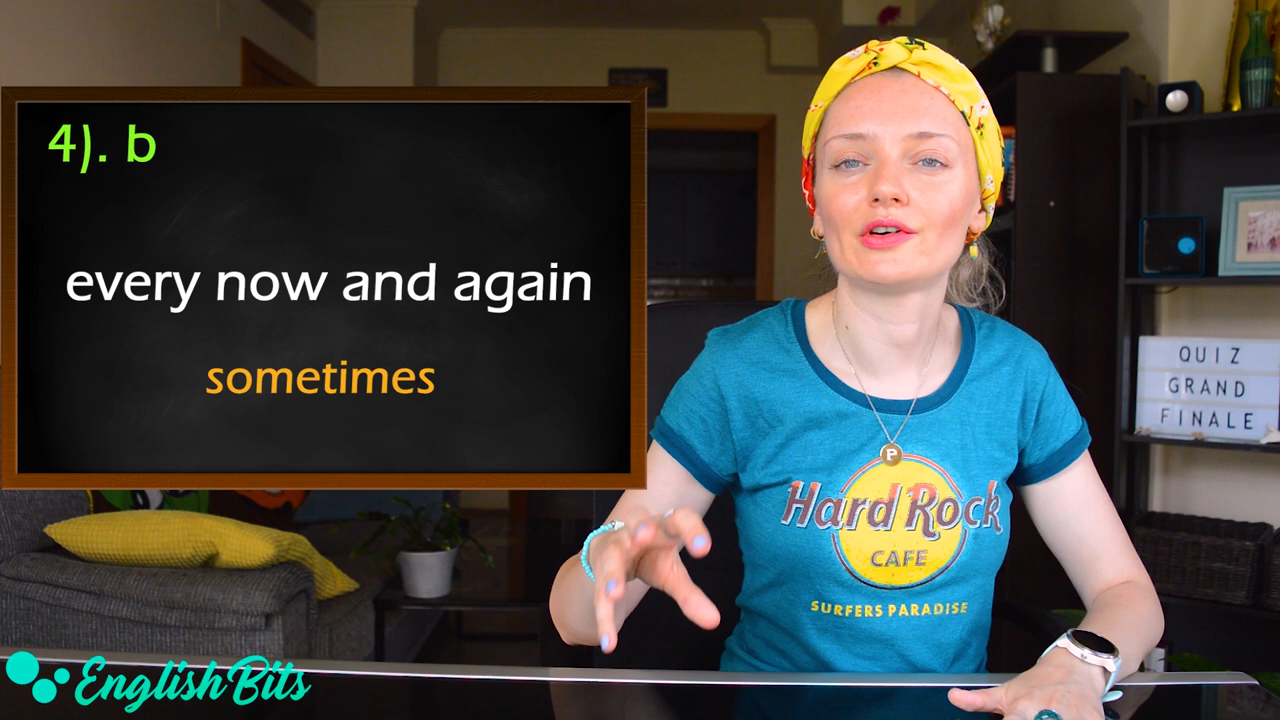 4). b
every now and again
sometimes
QUIZ
GRAND
FINALE
P
Hard Rock
CAFE
SURFERS PARADISE
EnglishBits